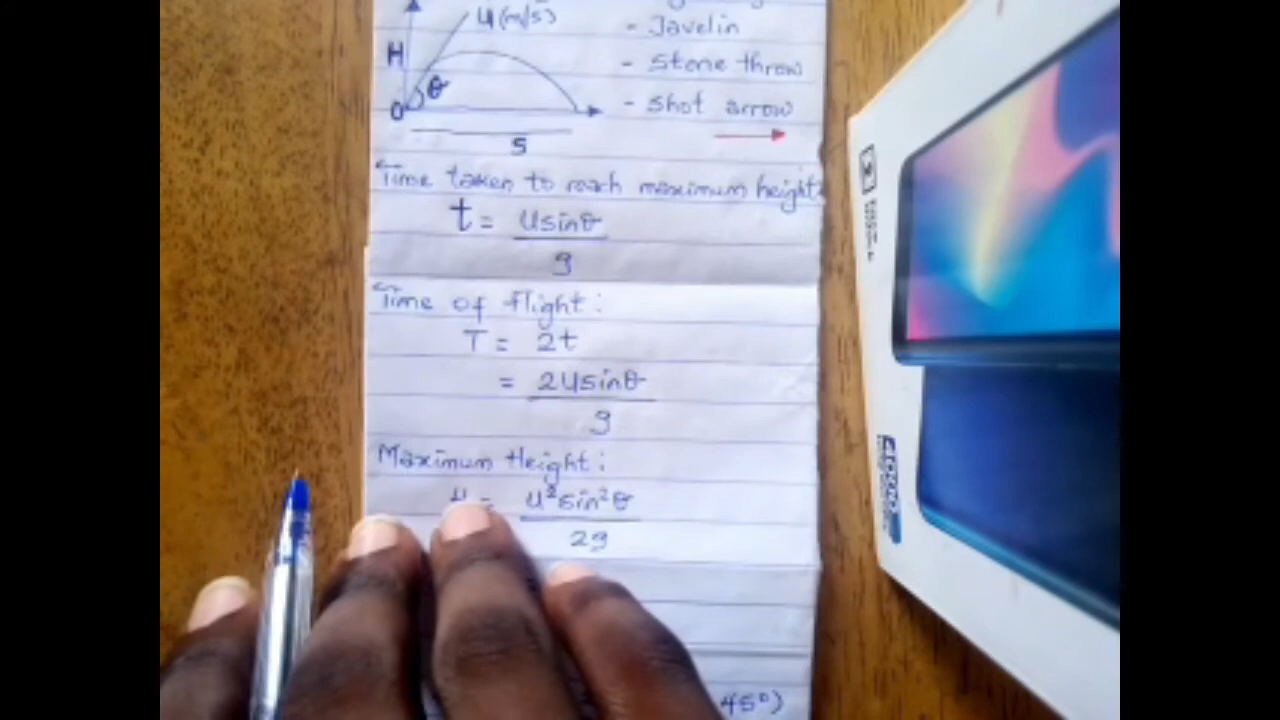 u(m/s)
H
θ
O
S
- Javelin
- Stone throw
- Shot arrow
Time taken to reach maximum height:
t = usinθ
g
Time of flight:
T = 2t
= 2usinθ
g
Maximum Height:
H = u²sin²θ
2g
45°)